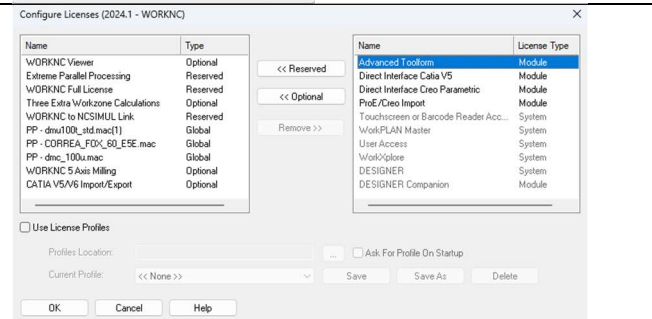 Configure Licenses (2024.1 - WORKNC)
Name Type
WORKNC Viewer Optional
Extreme Parallel Processing Reserved
WORKNC Full License Reserved
Three Extra Workzone Calculations Optional
WORKNC to NCSIMUL Link Reserved
PP - dmu100t_std.mac(1) Global
PP - CORREA_FOX_60_E5E.mac Global
PP - dmc_100u.mac Global
WORKNC 5 Axis Milling Optional
CATIA V5/V6 Import/Export Optional
<< Reserved
<< Optional
Remove >>
Name License Type
Advanced Toolform Module
Direct Interface Catia V5 Module
Direct Interface Creo Parametric Module
ProE/Creo Import Module
Touchscreen or Barcode Reader Acc... System
WorkPLAN Master System
User Access System
WorkXplore System
DESIGNER System
DESIGNER Companion Module
Use License Profiles
Profiles Location: ... Ask For Profile On Startup
Current Profile: << None >> Save Save As Delete
OK Cancel Help